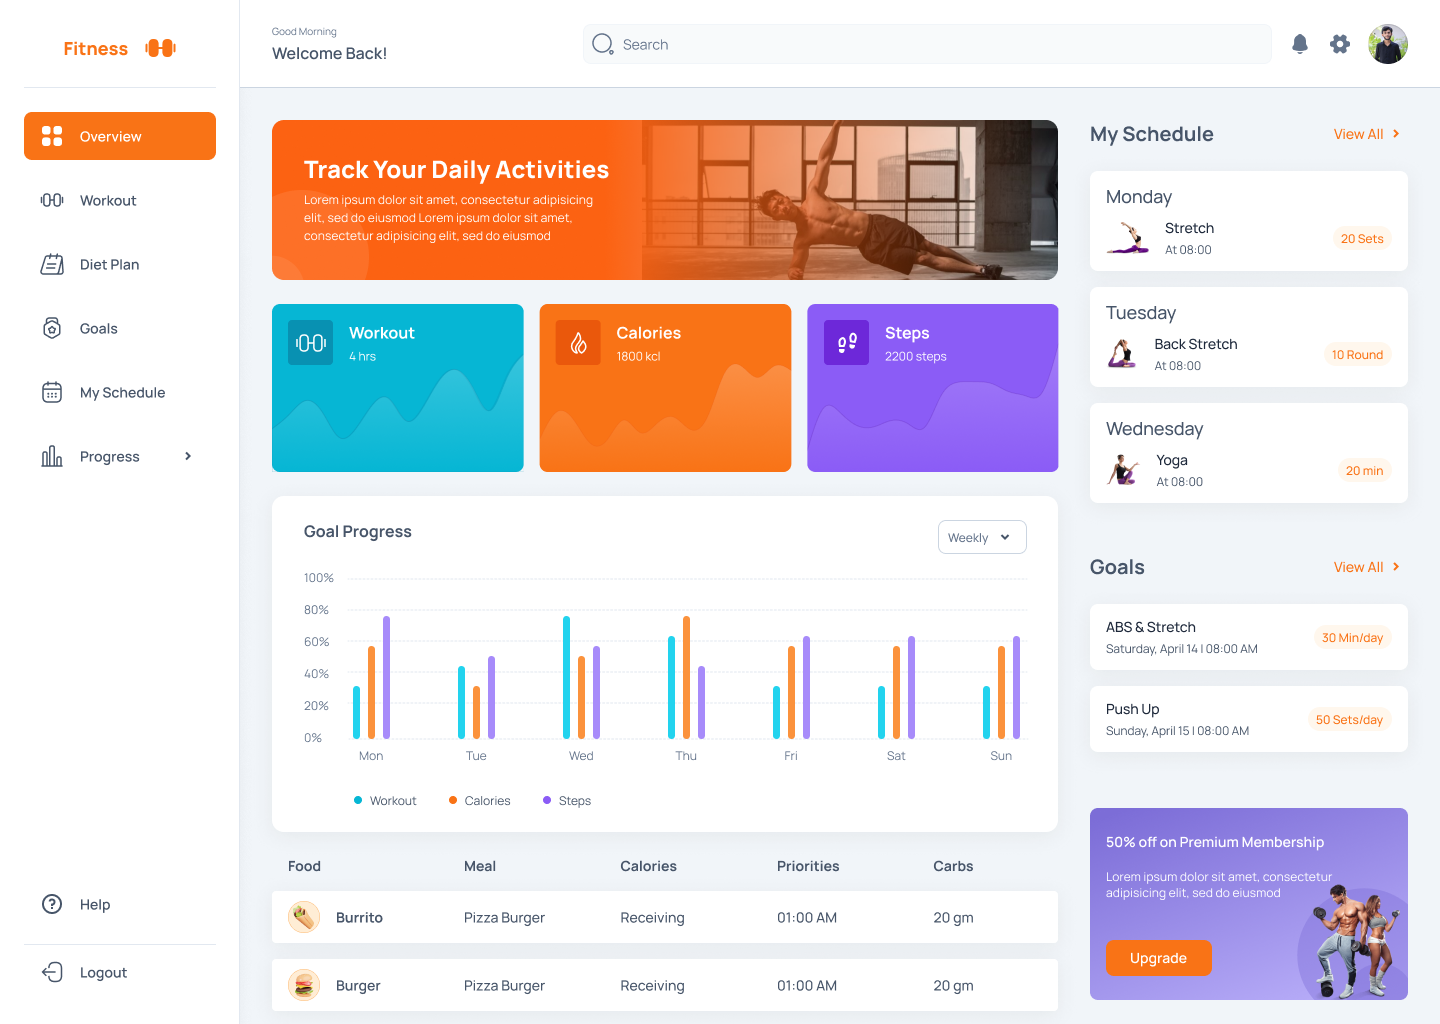 Fitness
Overview
Workout
Diet Plan
Goals
My Schedule
Progress
Help
Logout
Good Morning
Welcome Back!
Search
Track Your Daily Activities
Lorem ipsum dolor sit amet, consectetur adipisicing
elit, sed do eiusmod Lorem ipsum dolor sit amet,
consectetur adipisicing elit, sed do eiusmod
Workout
4 hrs
Calories
1800 kcl
Steps
2200 steps
Goal Progress
Weekly
100%
80%
60%
40%
20%
0%
Mon Tue Wed Thu Fri Sat Sun
Workout Calories Steps
Food Meal Calories Priorities Carbs
Burrito Pizza Burger Receiving 01:00 AM 20 gm
Burger Pizza Burger Receiving 01:00 AM 20 gm
My Schedule View All
Monday
Stretch
At 08:00
20 Sets
Tuesday
Back Stretch
At 08:00
10 Round
Wednesday
Yoga
At 08:00
20 min
Goals View All
ABS & Stretch
Saturday, April 14 | 08:00 AM
30 Min/day
Push Up
Sunday, April 15 | 08:00 AM
50 Sets/day
50% off on Premium Membership
Lorem ipsum dolor sit amet, consectetur
adipisicing elit, sed do eiusmod
Upgrade